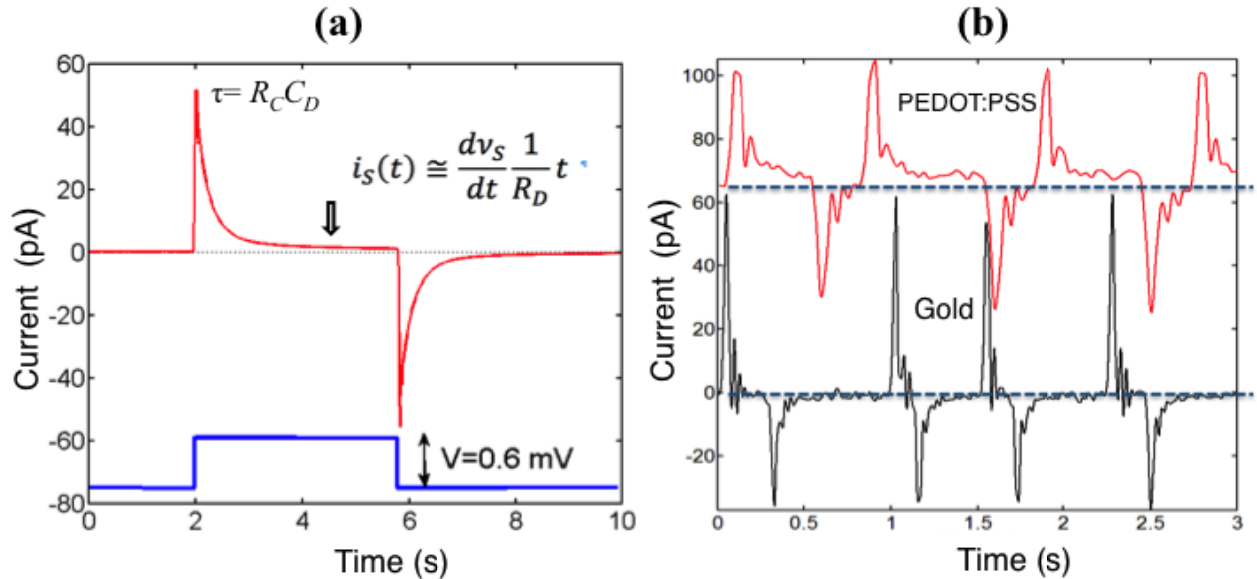 (a)
Current (pA)
60
40
20
0
-20
-40
-60
-80
τ= R_C C_D
i_s(t) ≅ dν_s/dt 1/R_D t
V=0.6 mV
0 2 4 6 8 10
Time (s)
(b)
Current (pA)
100
80
60
40
20
0
-20
PEDOT:PSS
Gold
0 0.5 1 1.5 2 2.5 3
Time (s)